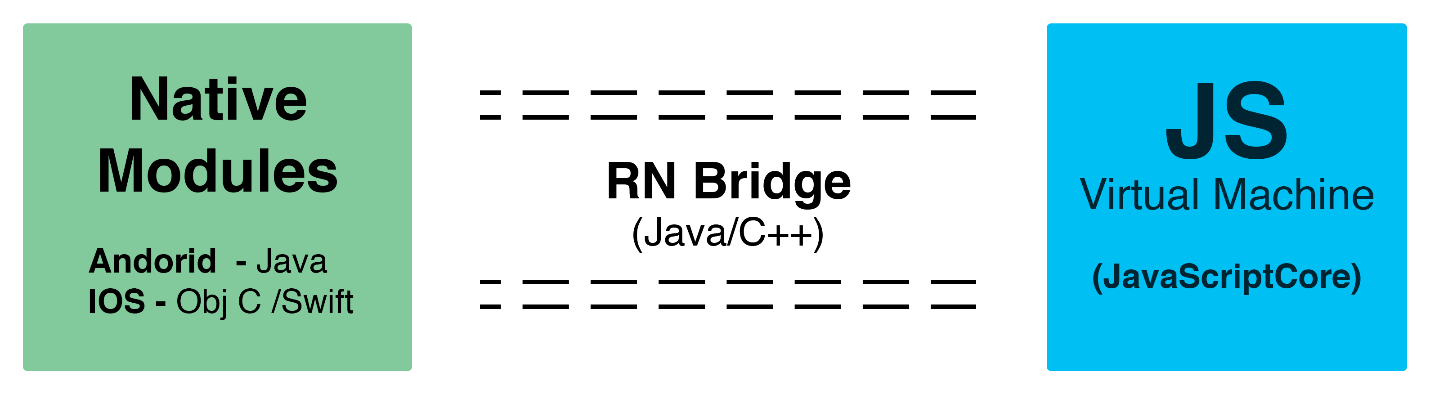 Native
Modules
Andorid - Java
IOS - Obj C /Swift
RN Bridge
(Java/C++)
JS
Virtual Machine
(JavaScriptCore)